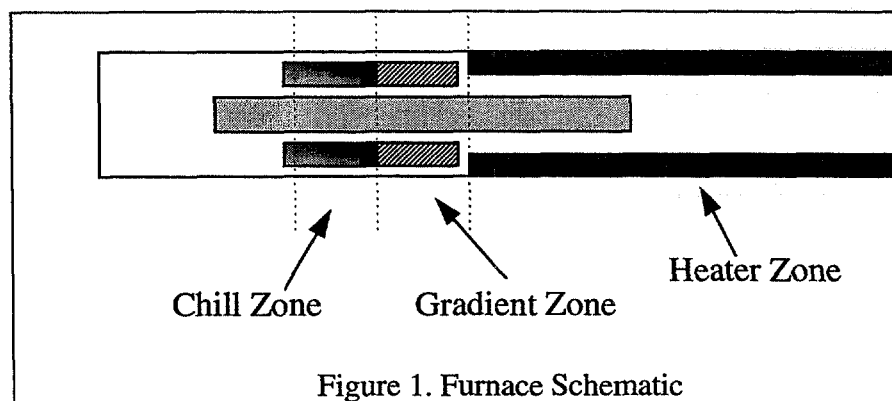 Heater Zone
Chill Zone
Gradient Zone
Figure 1. Furnace Schematic